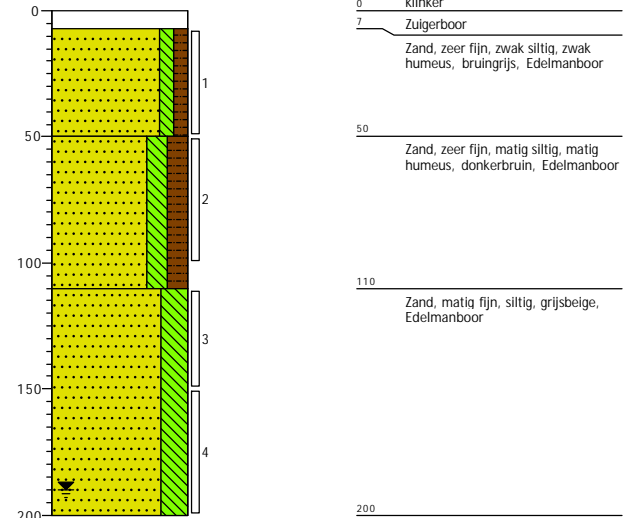 0
50
100
150
200
1
2
3
4
0
klinker
7
Zuigerboor
Zand, zeer fijn, zwak siltig, zwak
humeus, bruingrijs, Edelmanboor
50
Zand, zeer fijn, matig siltig, matig
humeus, donkerbruin, Edelmanboor
110
Zand, matig fijn, siltig, grijsbeige,
Edelmanboor
200